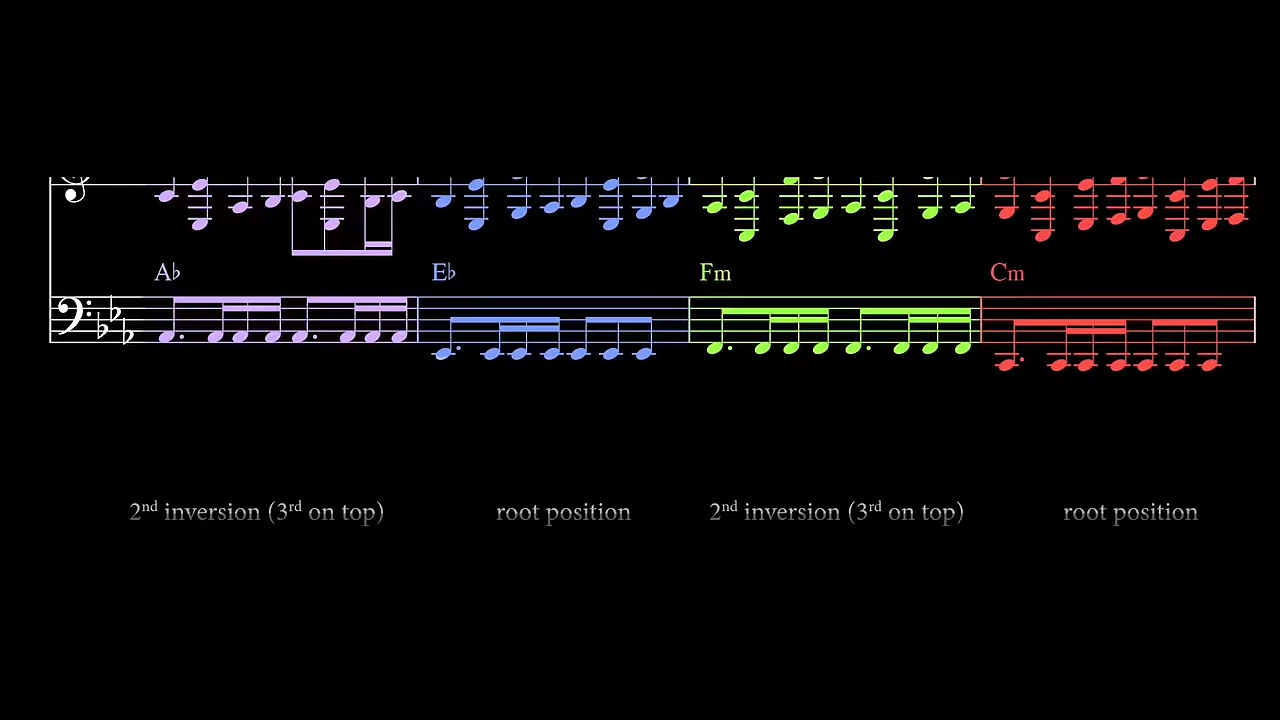 A♭ E♭ Fm Cm
2nd inversion (3rd on top) root position 2nd inversion (3rd on top) root position